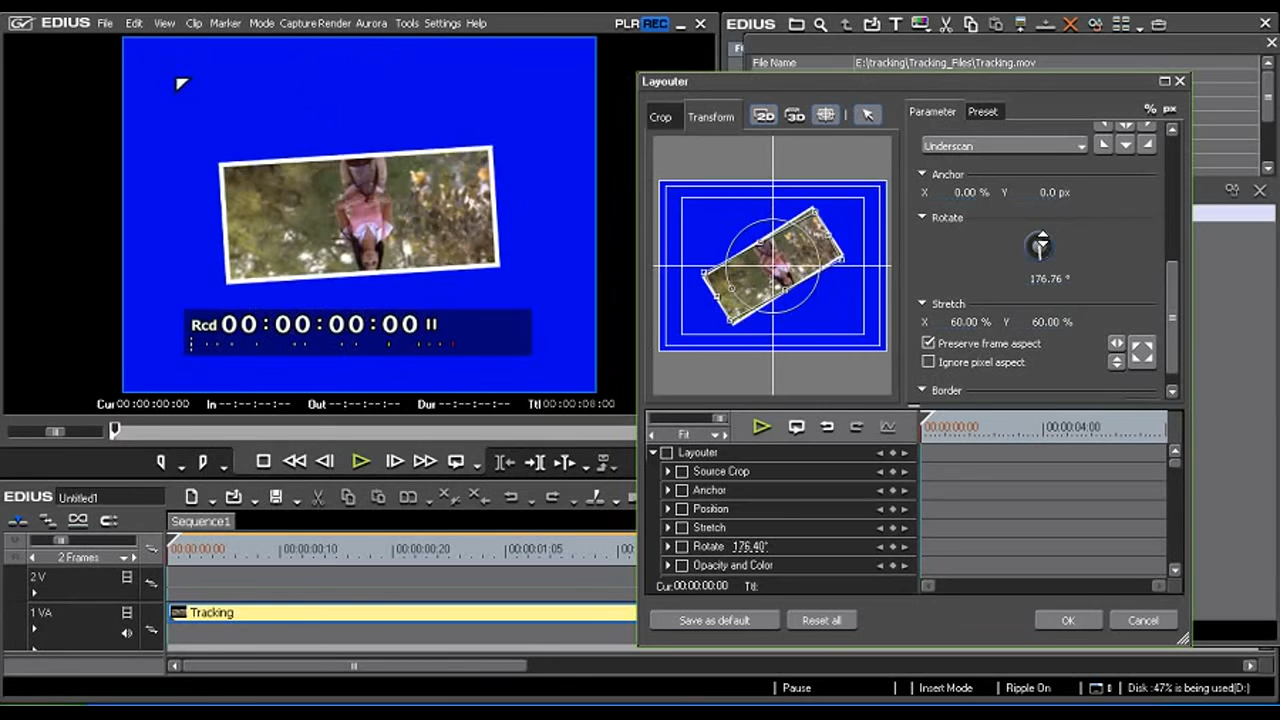 EDIUS File Edit View Clip Marker Mode Capture Render Aurora Tools Settings Help PLR REC
EDIUS
File Name E:\tracking\Tracking_Files\Tracking.mov
Layouter
Crop Transform 2D 3D Parameter Preset % px
Underscan
Anchor
X 0.00 % Y 0.0 px
Rotate
176.76 °
Stretch
X 60.00 % Y 60.00 %
Preserve frame aspect
Ignore pixel aspect
Border
Rcd 00:00:00:00
Cur 00:00:00:00 In --:--:--:-- Out --:--:--:-- Dur --:--:--:-- Ttl 00:00:08:00
Fit 00:00:00:00 00:00:04:00
Layouter
Source Crop
Anchor
Position
Stretch
Rotate 176.40°
Opacity and Color
Cur:00:00:00:00 Ttl:
Save as default Reset all OK Cancel
EDIUS Untitled1
Sequence1
2 Frames 00:00:00:00 00:00:00:10 00:00:00:20 00:00:01:05 00:
2 V
1 VA Tracking
Pause Insert Mode Ripple On Disk :47% is being used(D:)